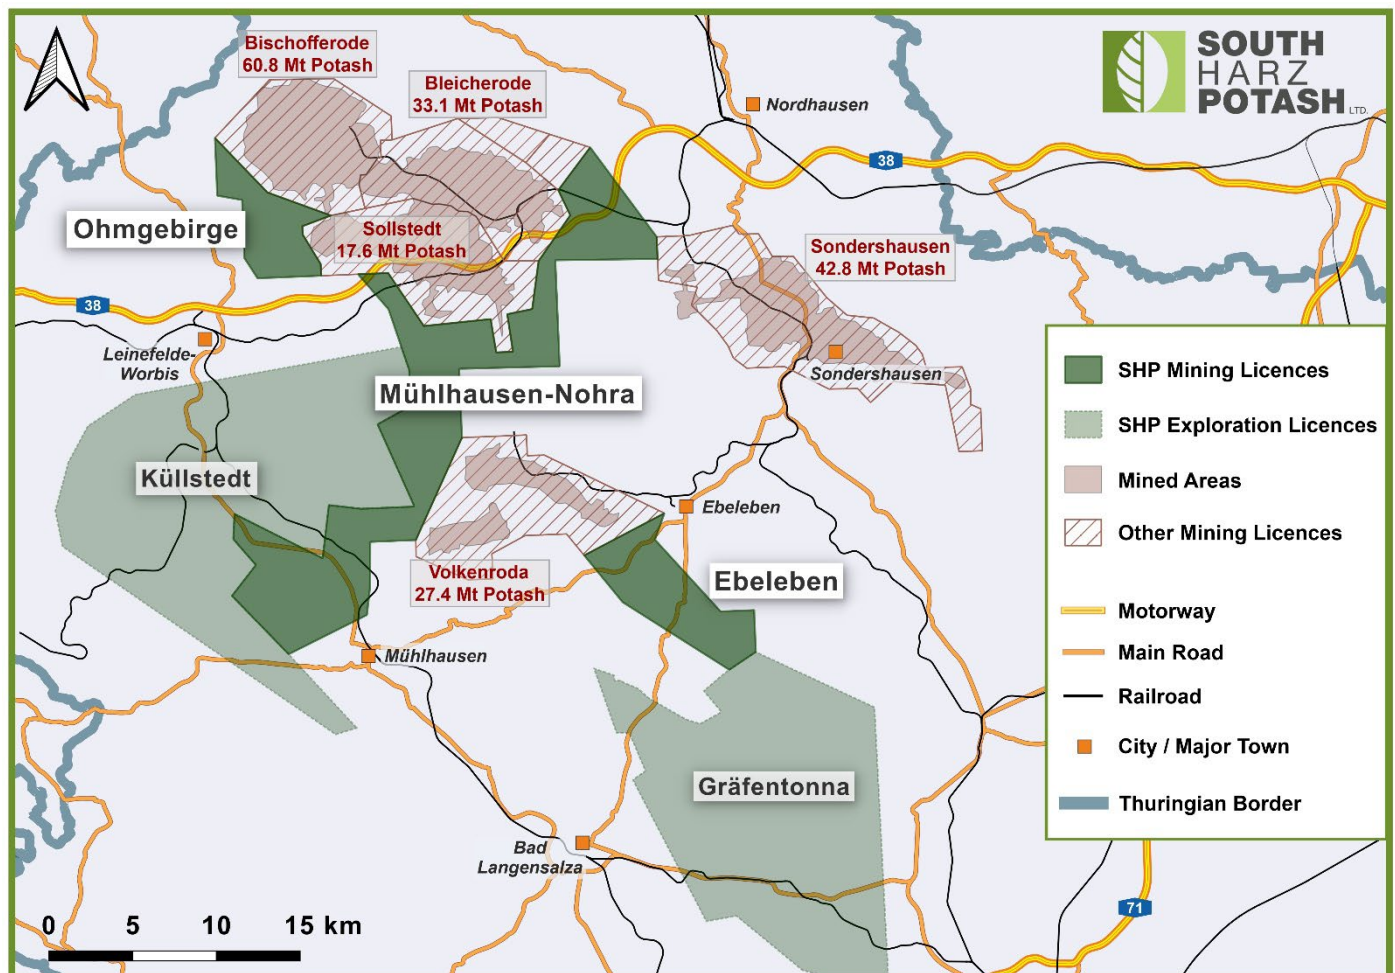 Bischofferode
60.8 Mt Potash
Bleicherode
33.1 Mt Potash
SOUTH
HARZ
POTASH LTD.
Nordhausen
38
Ohmgebirge
Sollstedt
17.6 Mt Potash
Sondershausen
42.8 Mt Potash
38
Leinefelde-
Worbis
Sondershausen
Mühlhausen-Nohra
Küllstedt
Ebeleben
Volkenroda
27.4 Mt Potash
Ebeleben
Mühlhausen
Gräfentonna
Bad
Langensalza
71
0 5 10 15 km
SHP Mining Licences
SHP Exploration Licences
Mined Areas
Other Mining Licences
Motorway
Main Road
Railroad
City / Major Town
Thuringian Border